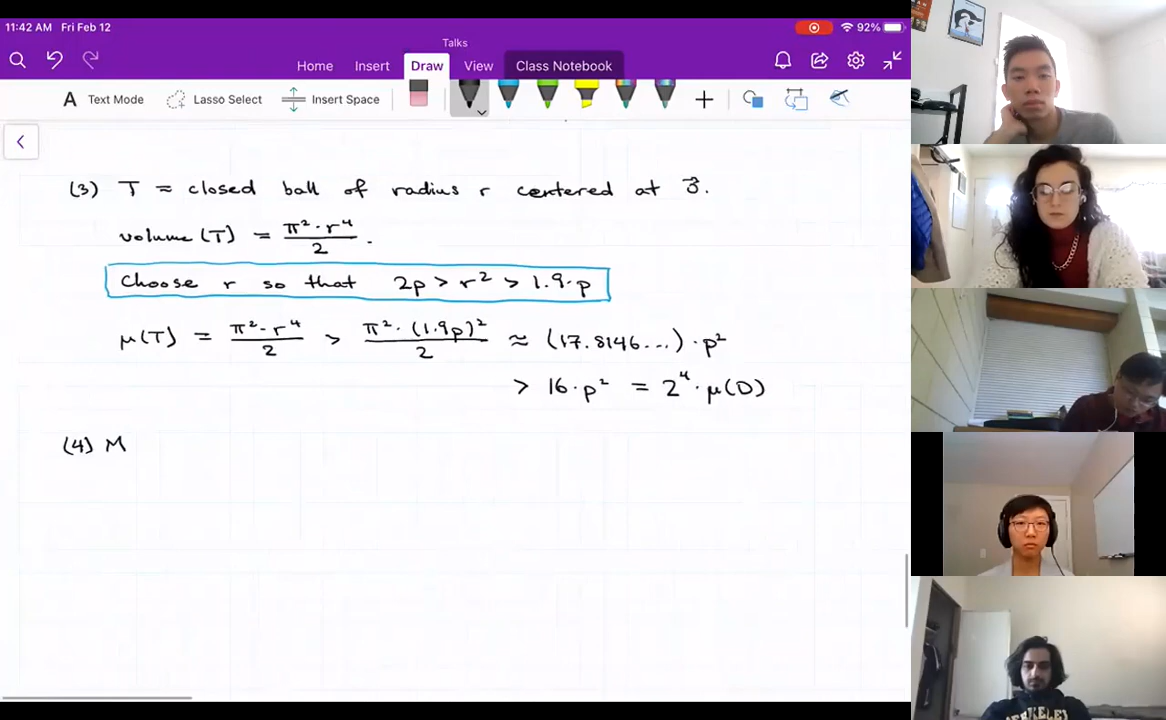 11:42 AM Fri Feb 12
92%
Talks
Home Insert Draw View Class Notebook
A Text Mode Lasso Select Insert Space
(3) T = closed ball of radius r centered at 0⃗.
volume(T) = π²·r⁴ / 2 .
Choose r so that 2p > r² > 1.9·p
μ(T) = π²·r⁴ / 2 > π²·(1.9p)² / 2 ≈ (17.8146...)·p²
> 16·p² = 2⁴·μ(D)
(4) M
BERKELEY